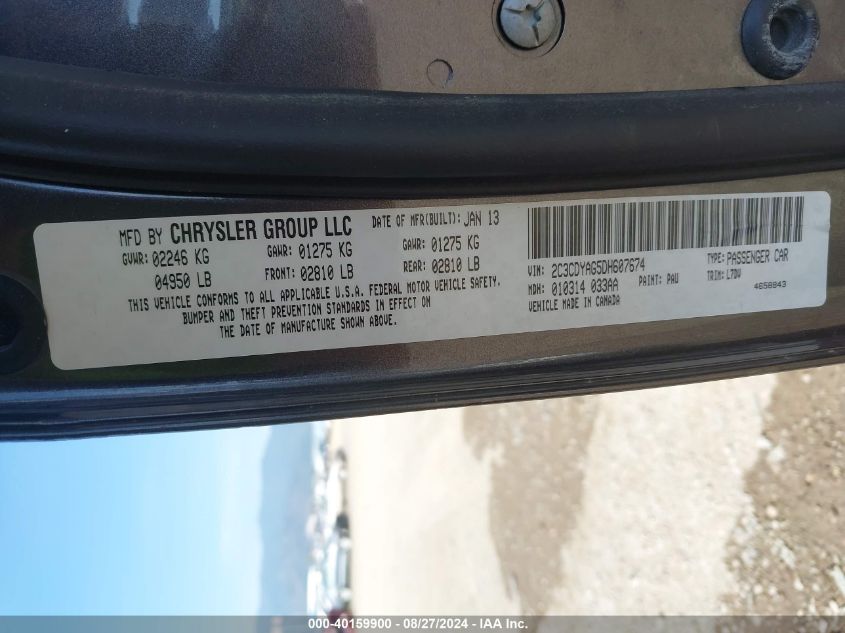 MFD BY CHRYSLER GROUP LLC DATE OF MFR(BUILT): JAN 13
GVWR: 02246 KG GAWR: 01275 KG GAWR: 01275 KG
04950 LB FRONT: 02810 LB REAR: 02810 LB
THIS VEHICLE CONFORMS TO ALL APPLICABLE U.S.A. FEDERAL MOTOR VEHICLE SAFETY,
BUMPER AND THEFT PREVENTION STANDARDS IN EFFECT ON
THE DATE OF MANUFACTURE SHOWN ABOVE.
VIN: 2C3CDYAG5DH607674 TYPE: PASSENGER CAR
MDH: 010314 033AA PAINT: PAU TRIM: L7DV
VEHICLE MADE IN CANADA 4658843
000-40159900 - 08/27/2024 - IAA Inc.